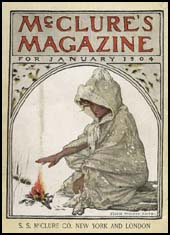 McCLURE'S
MAGAZINE
FOR JANUARY 1904
S. S. McCLURE CO. NEW YORK AND LONDON